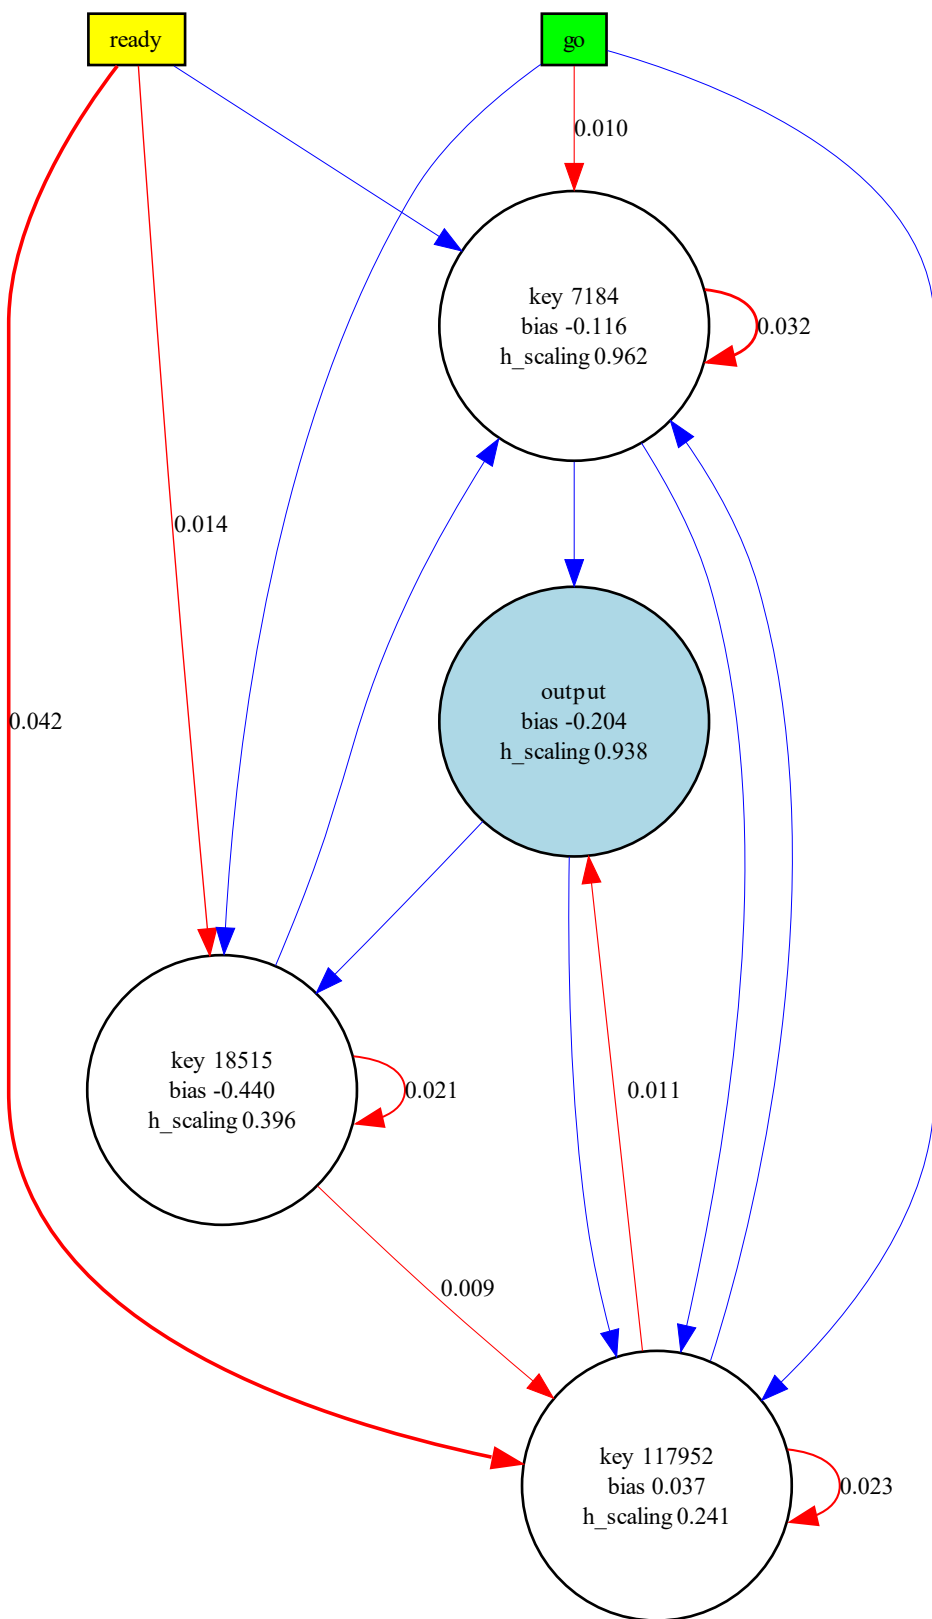 ready
go
0.010
key 7184
bias -0.116
h_scaling 0.962
0.032
0.014
0.042
output
bias -0.204
h_scaling 0.938
key 18515
bias -0.440
h_scaling 0.396
0.021
0.011
0.009
key 117952
bias 0.037
h_scaling 0.241
0.023